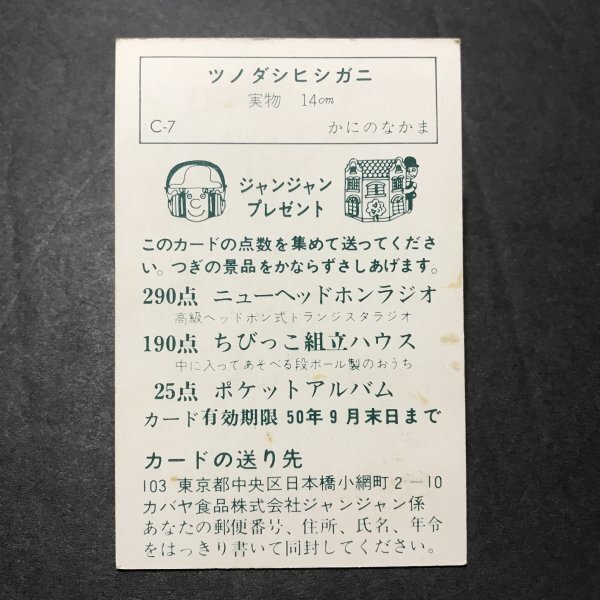 ツノダシヒシガニ
実物 14cm
C-7 かにのなかま
ジャンジャン
プレゼント
このカードの点数を集めて送ってくださ
い。つぎの景品をかならずさしあげます。
290点 ニューヘッドホンラジオ
高級ヘッドホン式トランジスタラジオ
190点 ちびっこ組立ハウス
中に入ってあそべる段ボール製のおうち
25点 ポケットアルバム
カード有効期限 50年9月末日まで
カードの送り先
103 東京都中央区日本橋小網町2－10
カバヤ食品株式会社ジャンジャン係
あなたの郵便番号、住所、氏名、年令
をはっきり書いて同封してください。